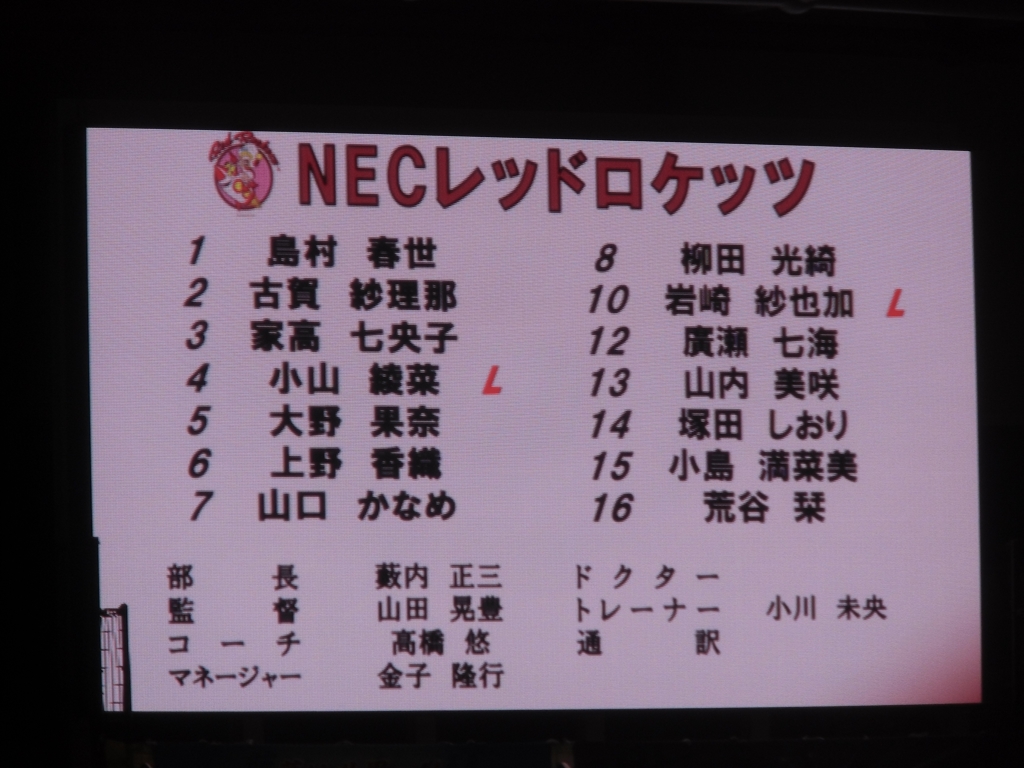 NECレッドロケッツ
1 島村 春世
2 古賀 紗理那
3 家高 七央子
4 小山 綾菜 L
5 大野 果奈
6 上野 香織
7 山口 かなめ
8 柳田 光綺
10 岩崎 紗也加 L
12 廣瀬 七海
13 山内 美咲
14 塚田 しおり
15 小島 満菜美
16 荒谷 栞
部長 藪内 正三
監督 山田 晃豊
コーチ 高橋 悠
マネージャー 金子 隆行
ドクター
トレーナー 小川 未央
通訳